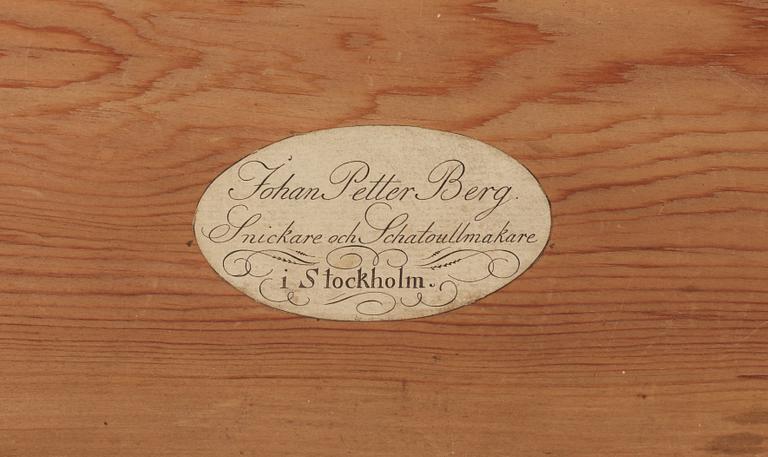 Johan Petter Berg.
Snickare och Schatoullmakare
i Stockholm.